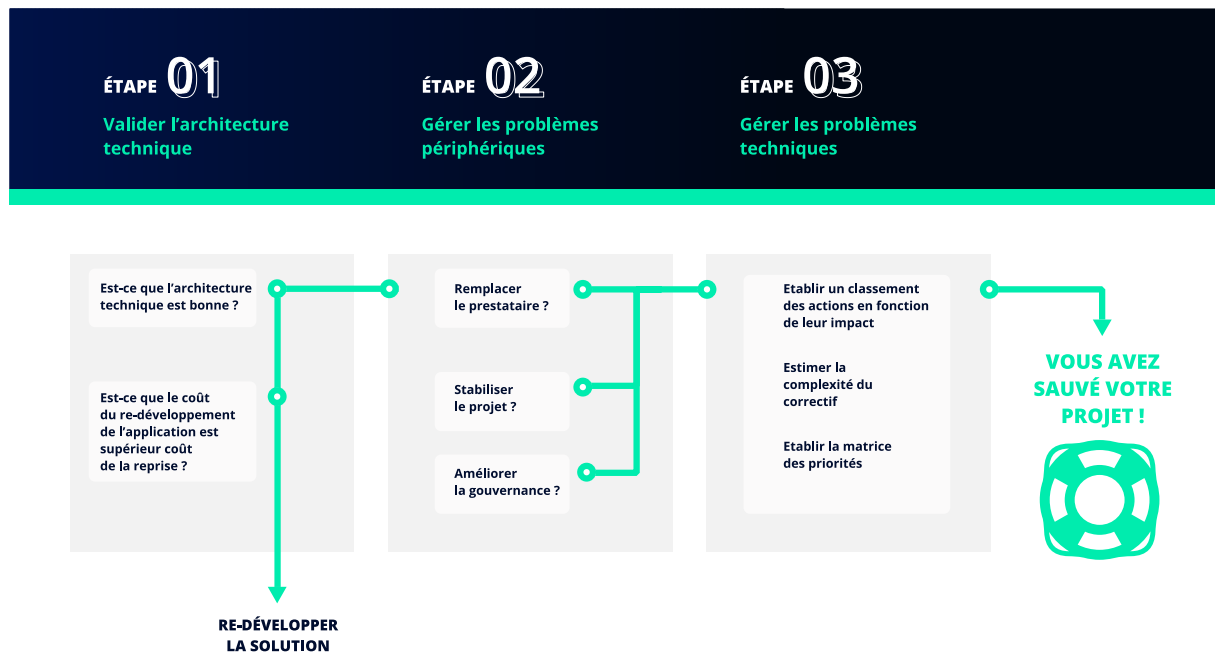 ÉTAPE 01
Valider l’architecture
technique
ÉTAPE 02
Gérer les problèmes
périphériques
ÉTAPE 03
Gérer les problèmes
techniques
Est-ce que l’architecture
technique est bonne ?
Est-ce que le coût
du re-développement
de l’application est
supérieur coût
de la reprise ?
RE-DÉVELOPPER
LA SOLUTION
Remplacer
le prestataire ?
Stabiliser
le projet ?
Améliorer
la gouvernance ?
Etablir un classement
des actions en fonction
de leur impact
Estimer la
complexité du
correctif
Etablir la matrice
des priorités
VOUS AVEZ
SAUVÉ VOTRE
PROJET !